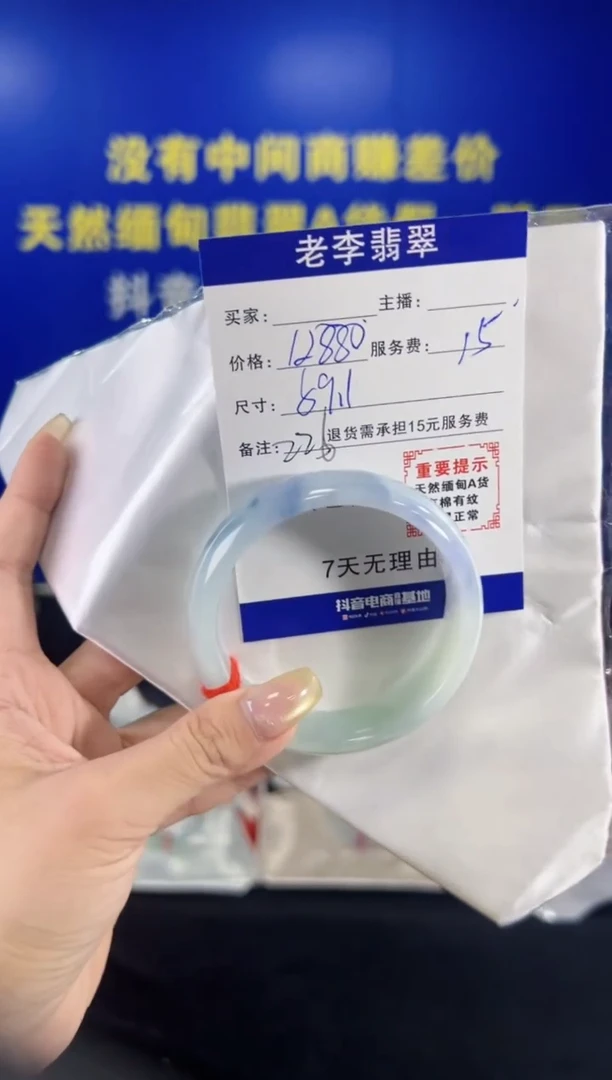 没有中间商赚差价
天然缅甸翡翠A货
抖音
老李翡翠
买家: 主播:
价格: 12880 服务费: 15
尺寸:
备注: 退货需承担15元服务费
重要提示
天然缅甸A货
棉有纹
正常
7天无理由
抖音电商 基地